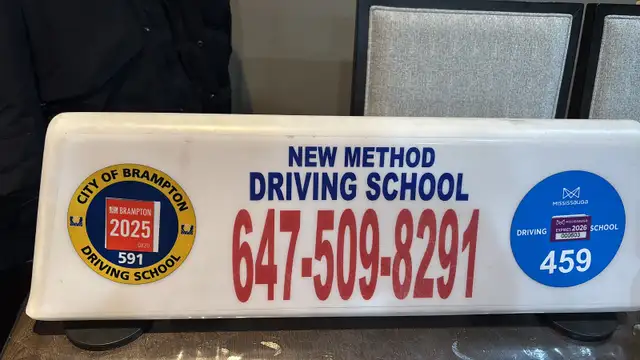 CITY OF BRAMPTON
BRAMPTON
2025
591
DRIVING SCHOOL
NEW METHOD
DRIVING SCHOOL
647-509-8291
mississauga
DRIVING SCHOOL
EXPIRES 2026
459